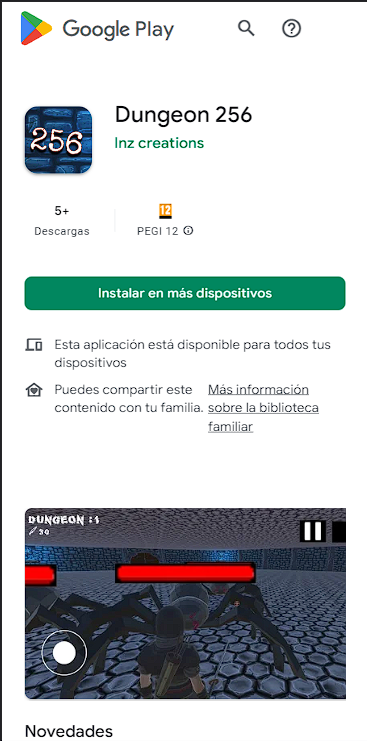 Google Play
256
Dungeon 256
Inz creations
5+
Descargas
12
PEGI 12
Instalar en más dispositivos
Esta aplicación está disponible para todos tus
dispositivos
Puedes compartir este
contenido con tu familia.
Más información
sobre la biblioteca
familiar
DUNGEON :1
30
Novedades